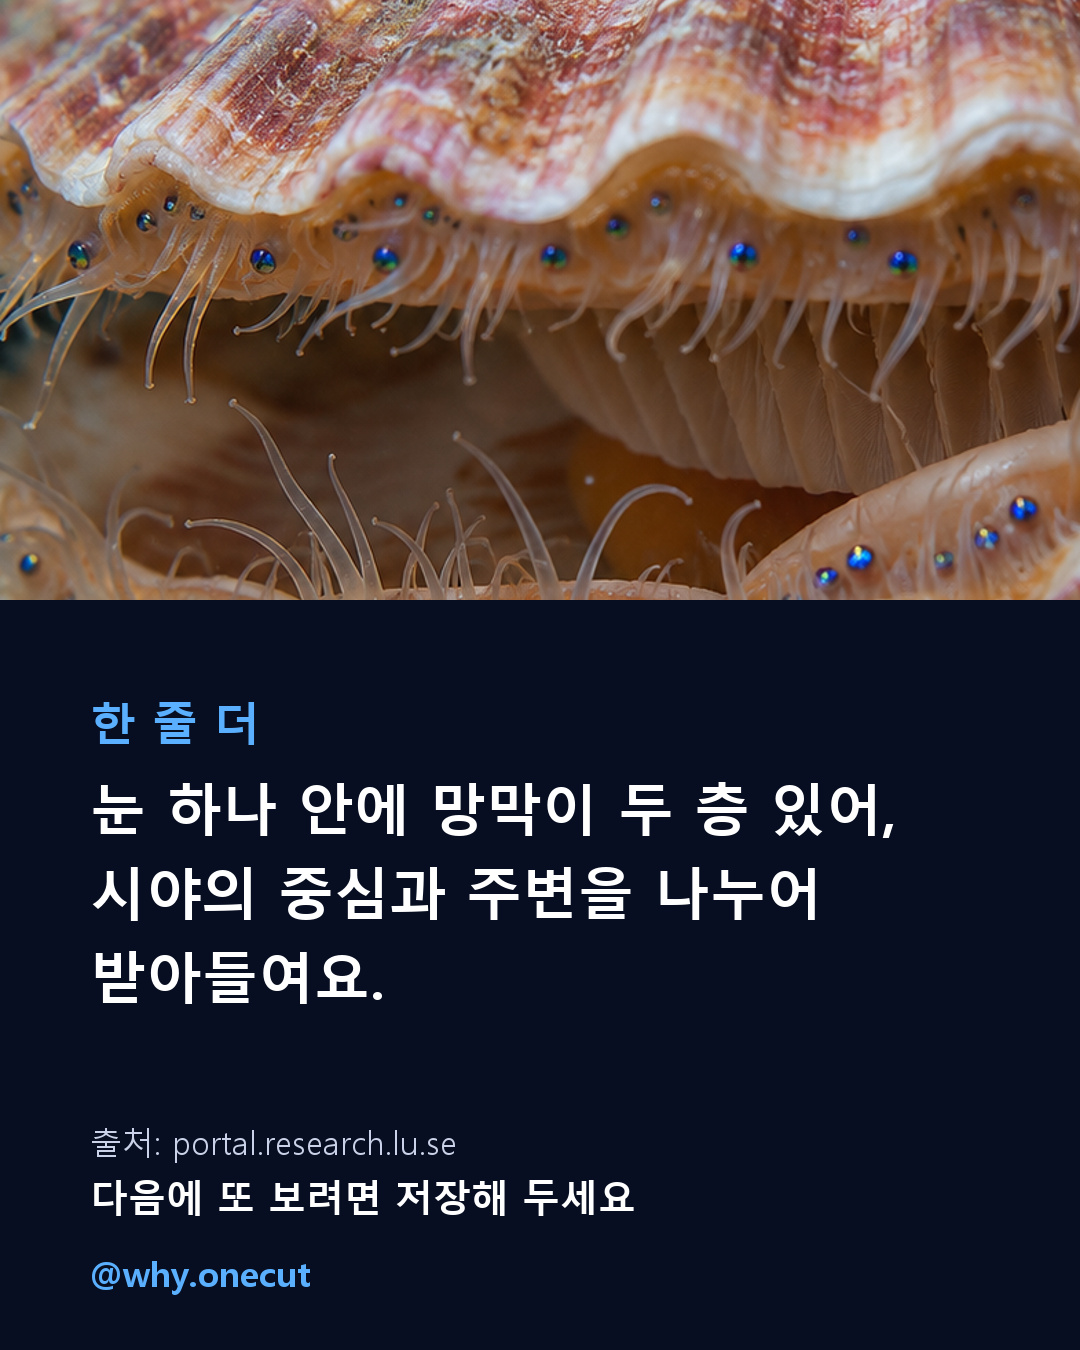 한 줄 더
눈 하나 안에 망막이 두 층 있어,
시야의 중심과 주변을 나누어
받아들여요.
출처: portal.research.lu.se
다음에 또 보려면 저장해 두세요
@why.onecut